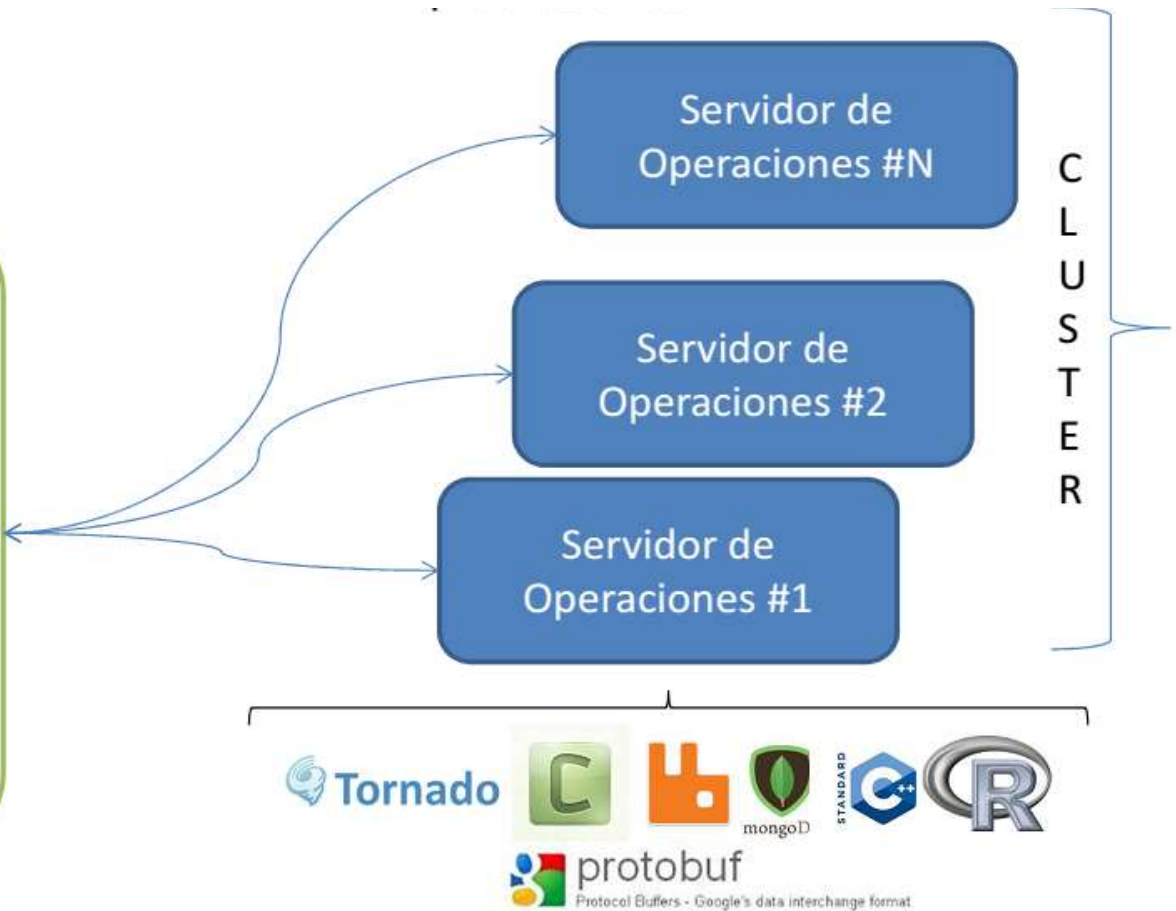 Servidor de
Operaciones #N
Servidor de
Operaciones #2
Servidor de
Operaciones #1
CLUSTER
Tornado
C
mongoD
STANDARD
C++
R
protobuf
Protocol Buffers - Google's data interchange format